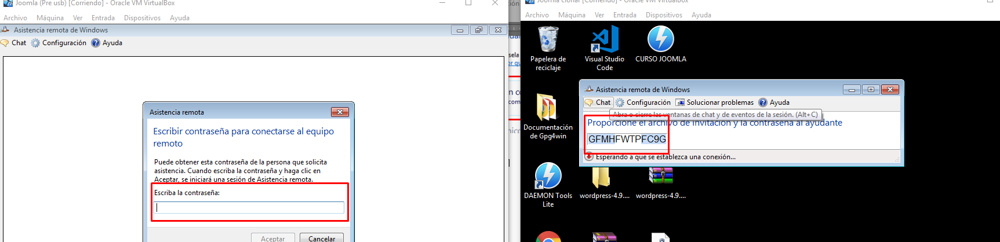 Joomla (Pre usb) [Corriendo] - Oracle VM VirtualBox
Archivo Máquina Ver Entrada Dispositivos Ayuda
Asistencia remota de Windows
Chat Configuración Ayuda
Asistencia remota
Escribir contraseña para conectarse al equipo
remoto
Puede obtener esta contraseña de la persona que solicita
asistencia. Cuando escriba la contraseña y haga clic en
Aceptar, se iniciará una sesión de Asistencia remota.
Escriba la contraseña:
Aceptar Cancelar
Joomla clonar [Corriendo] - Oracle VM VirtualBox
Archivo Máquina Ver Entrada Dispositivos Ayuda
Papelera de
reciclaje
Visual Studio
Code
CURSO JOOMLA
Documentación
de Gpg4win
DAEMON Tools
Lite
wordpress-4.9....
wordpress-4.9....
Asistencia remota de Windows
Chat Configuración Solucionar problemas Ayuda
Abra o cierre las ventanas de chat y de eventos de la sesión. (Alt+C)
Proporcione el archivo de invitación y la contraseña al ayudante
GFMHFWTPFC9G
Esperando a que se establezca una conexión...